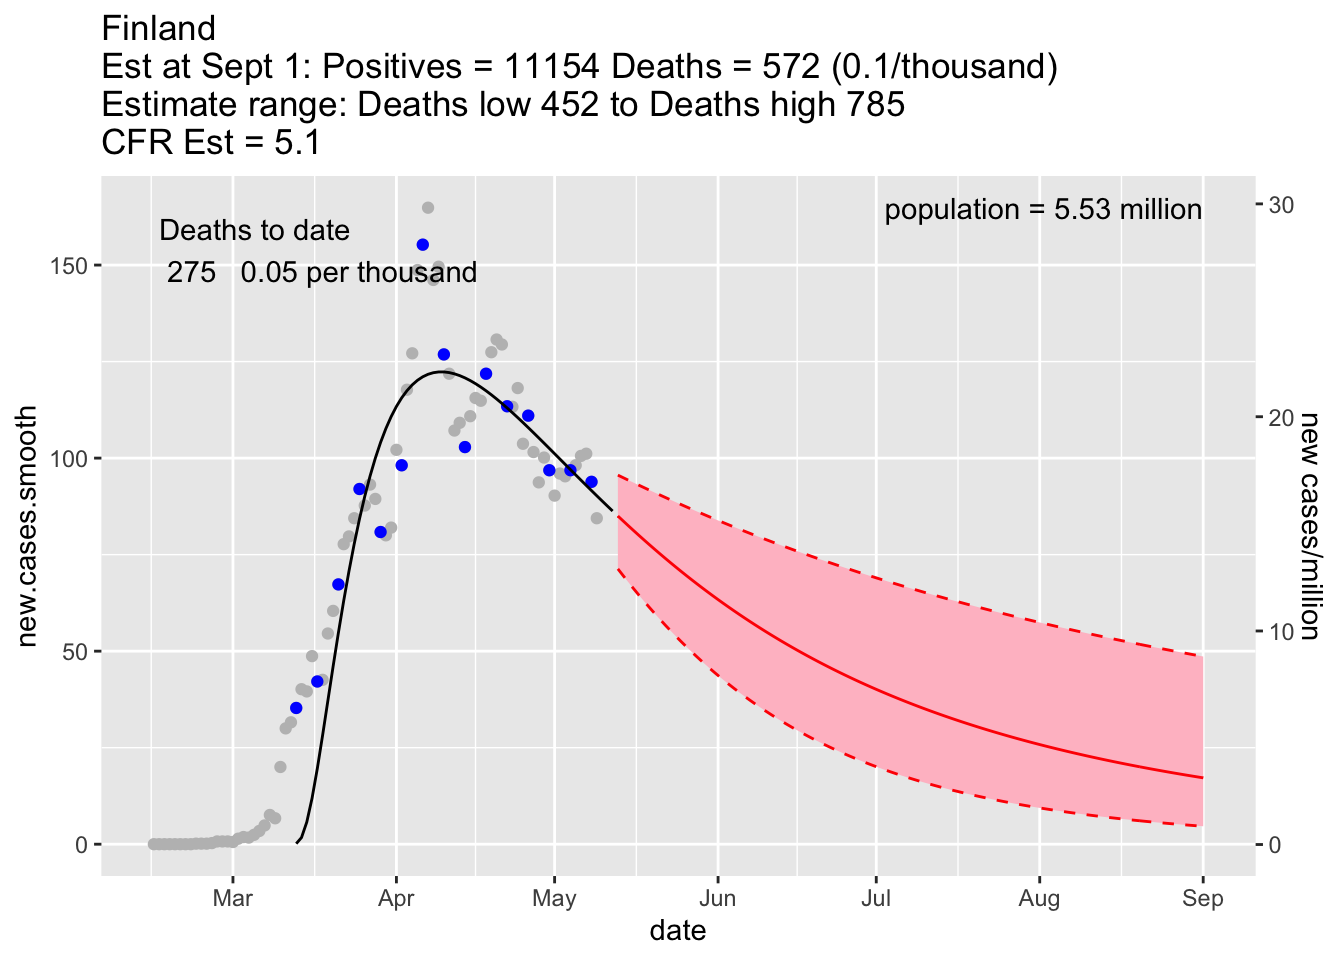 Finland
Est at Sept 1: Positives = 11154 Deaths = 572 (0.1/thousand)
Estimate range: Deaths low 452 to Deaths high 785
CFR Est = 5.1
Deaths to date
275 0.05 per thousand
population = 5.53 million
new.cases.smooth
150
100
50
0
30
20
10
0
new cases/million
Mar Apr May Jun Jul Aug Sep
date